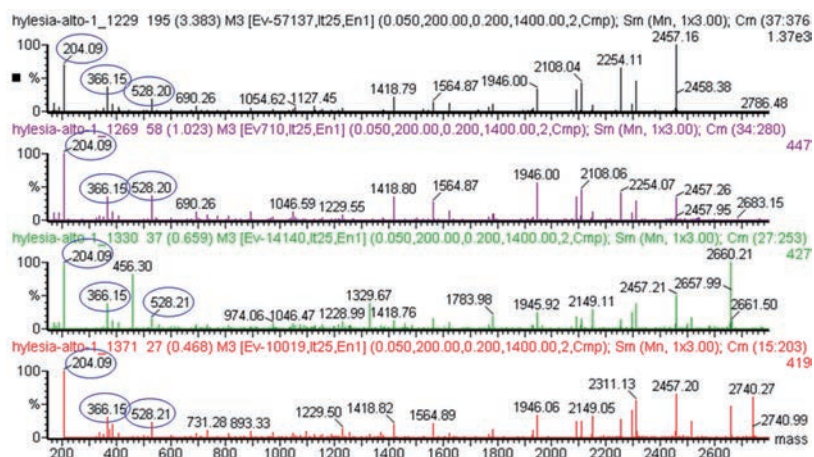 hylesia-alto-1_1229 195 (3.383) M3 [Ev-57137,It25,En1] (0.050,200.00,0.200,1400.00,2,Cmp); Sm (Mn, 1x3.00); Cm (37:376
1.37e3
100 204.09 2457.16
% 366.15 528.20 690.26 1054.62 1127.45 1418.79 1564.87 1946.00 2108.04 2254.11 2458.38 2786.48
0
hylesia-alto-1_1269 58 (1.023) M3 [Ev710,It25,En1] (0.050,200.00,0.200,1400.00,2,Cmp); Sm (Mn, 1x3.00); Cm (34:280)
447
100 204.09
% 366.15 528.20 690.26 1046.59 1229.55 1418.80 1564.87 1946.00 2108.06 2254.07 2457.26 2457.95 2683.15
0
hylesia-alto-1_1330 37 (0.659) M3 [Ev-14140,It25,En1] (0.050,200.00,0.200,1400.00,2,Cmp); Sm (Mn, 1x3.00); Cm (27:253)
427
100 204.09 456.30 2660.21
% 366.15 528.21 974.06 1046.47 1228.99 1329.67 1418.76 1783.98 1945.92 2149.11 2457.21 2657.99 2661.50
0
hylesia-alto-1_1371 27 (0.468) M3 [Ev-10019,It25,En1] (0.050,200.00,0.200,1400.00,2,Cmp); Sm (Mn, 1x3.00); Cm (15:203)
419
100 204.09
% 366.15 528.21 731.28 893.33 1229.50 1418.82 1564.89 1946.06 2149.05 2311.13 2457.20 2740.27 2740.99
0 mass
200 400 600 800 1000 1200 1400 1600 1800 2000 2200 2400 2600